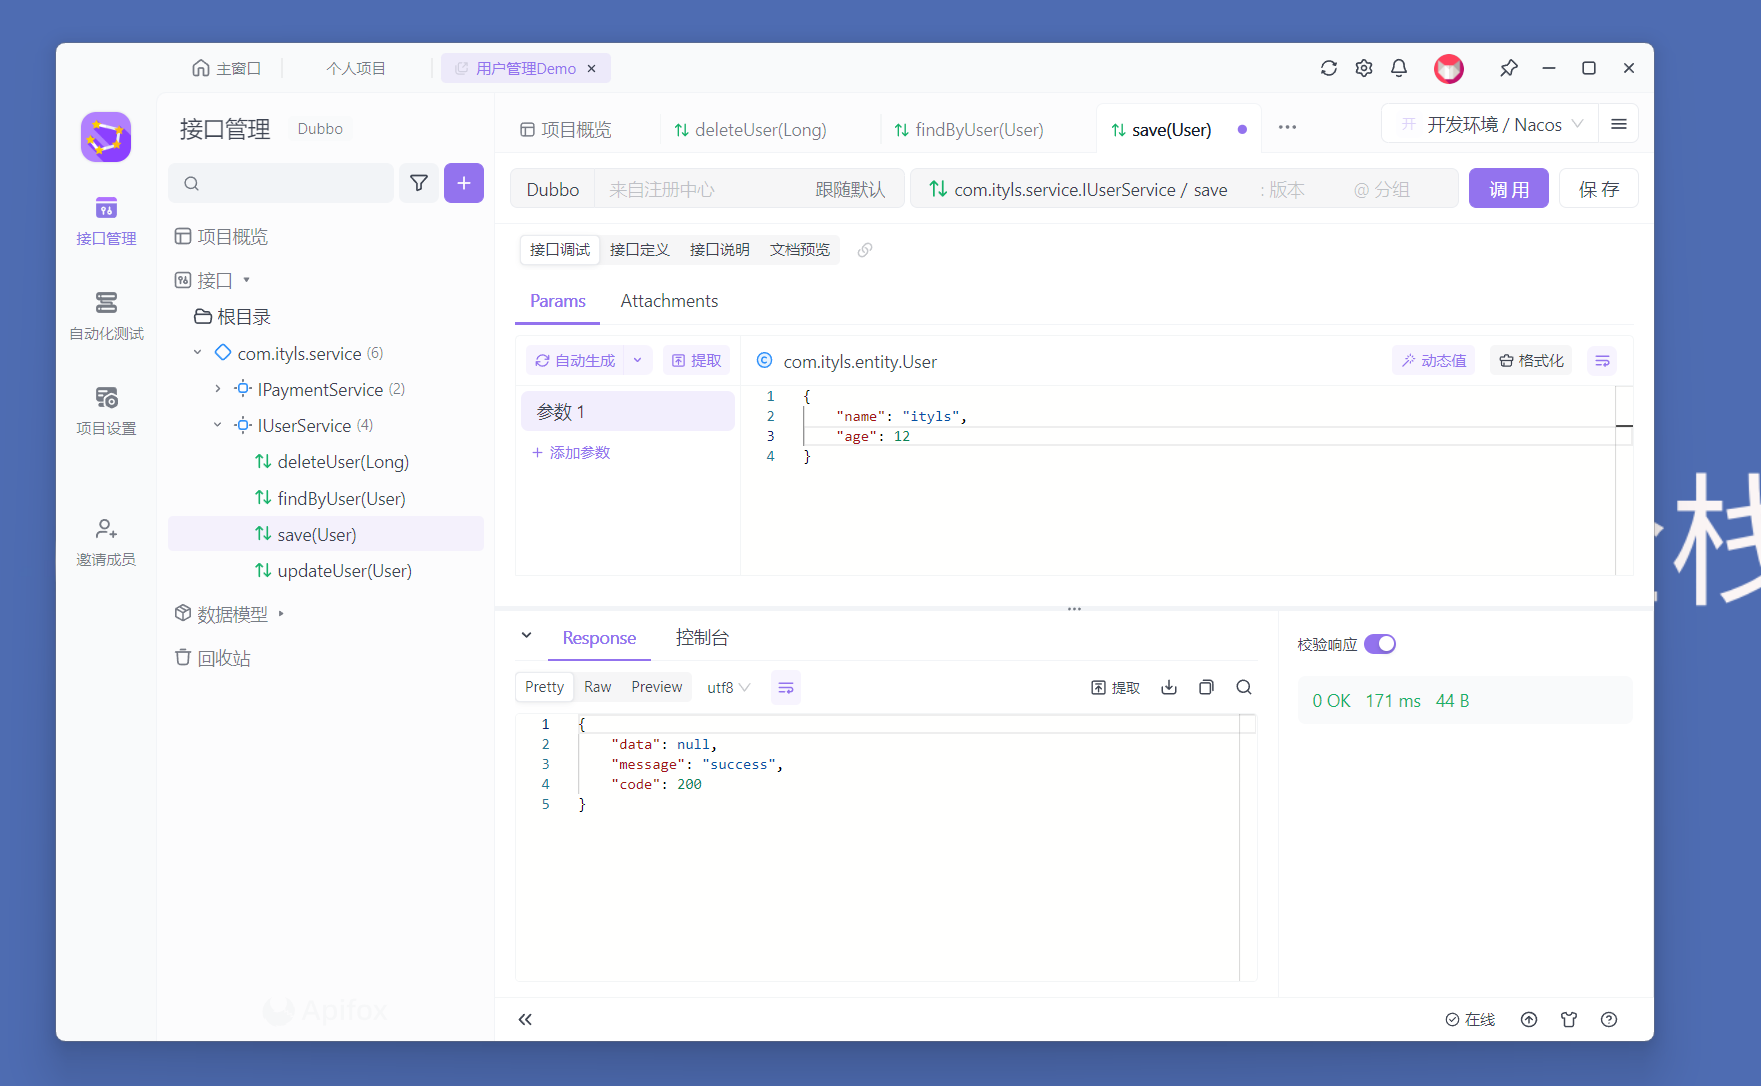 主窗口
个人项目
用户管理Demo
接口管理
自动化测试
项目设置
邀请成员
接口管理 Dubbo
项目概览
接口
根目录
com.ityls.service (6)
IPaymentService (2)
IUserService (4)
deleteUser(Long)
findByUser(User)
save(User)
updateUser(User)
数据模型
回收站
Apifox
项目概览
deleteUser(Long)
findByUser(User)
save(User)
开 开发环境 / Nacos
Dubbo 来自注册中心 跟随默认 com.ityls.service.IUserService / save : 版本 @ 分组 调 用 保 存
接口调试 接口定义 接口说明 文档预览
Params Attachments
自动生成 提取
参数 1
+ 添加参数
com.ityls.entity.User 动态值 格式化
1 {
2 "name": "ityls",
3 "age": 12
4 }
Response 控制台
Pretty Raw Preview utf8 提取
1 {
2 "data": null,
3 "message": "success",
4 "code": 200
5 }
校验响应
0 OK 171 ms 44 B
在线
栈